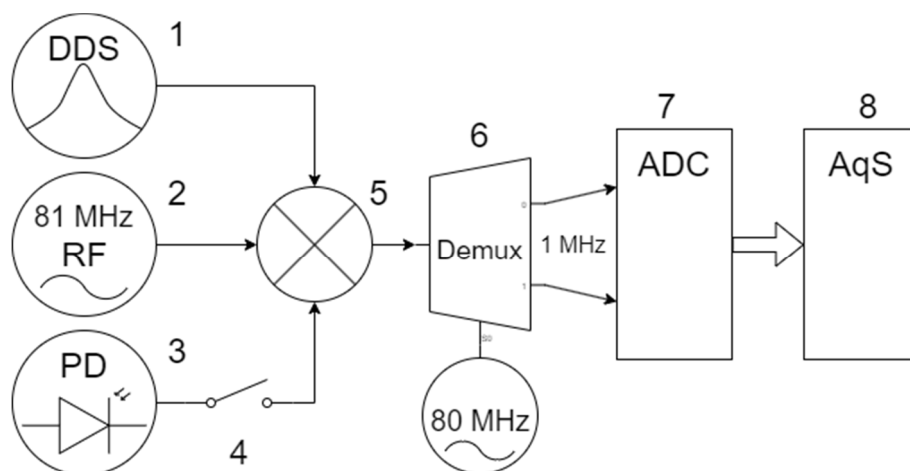 DDS
1
81 MHz
RF
2
PD
3
4
5
6
Demux
0
1
S0
80 MHz
1 MHz
7
ADC
8
AqS